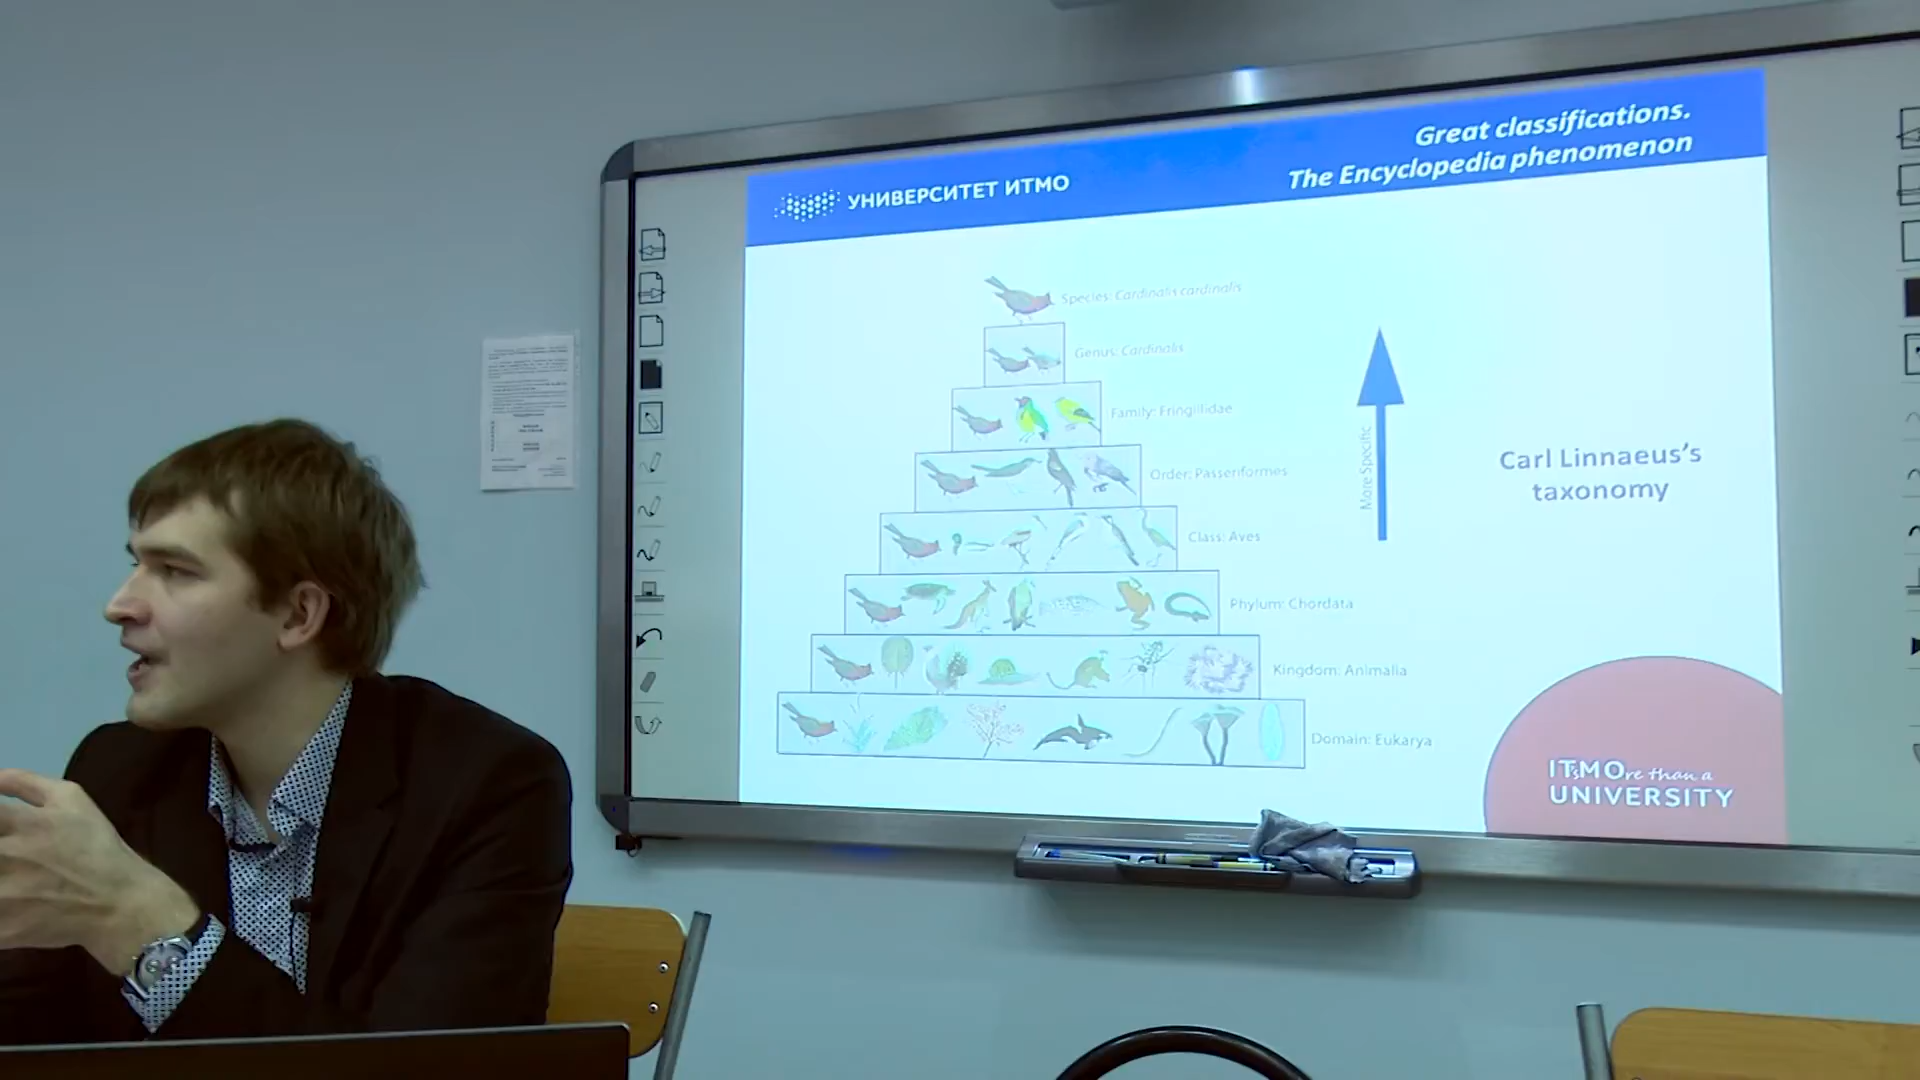 Great classifications.
The Encyclopedia phenomenon
УНИВЕРСИТЕТ ИТМО
Species: Cardinalis cardinalis
Genus: Cardinalis
Family: Fringillidae
Order: Passeriformes
Class: Aves
Phylum: Chordata
Kingdom: Animalia
Domain: Eukarya
More Specific
Carl Linnaeus's
taxonomy
IT'sMOre than a
UNIVERSITY